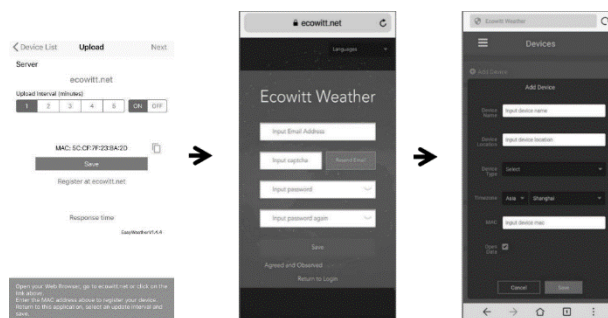 Device List Upload Next
Server
ecowitt.net
Upload Interval (minutes)
1 2 3 4 5 ON OFF
MAC: 5C:CF:7F:23:BA:20
Save
Register at ecowitt.net
Response time
EasyWeatherV1.4.4
Open your Web Browser, go to ecowitt.net or click on the
link above.
Enter the MAC address above to register your device.
Return to this application, select an update interval and
save.
ecowitt.net
Languages
Ecowitt Weather
Input Email Address
Input captcha
Input password
Input password again
Save
Agreed and Observed
Return to Login
Ecowitt Weather
Devices
Add Device
Add Device
Device
Name
Input device name
Device
Location
Input device location
Device
Type
Select
Timezone Asia Shanghai
MAC Input device mac
Open
Data
Cancel Save